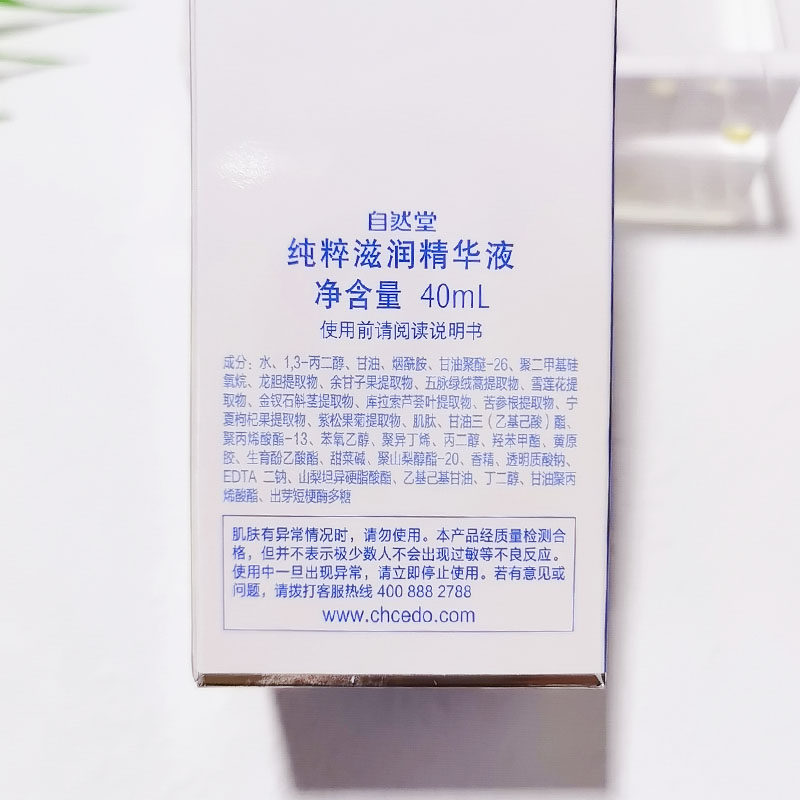 自然堂
纯粹滋润精华液
净含量 40mL
使用前请阅读说明书
成分：水、1,3-丙二醇、甘油、烟酰胺、甘油聚醚-26、聚二甲基硅
氧烷、龙胆提取物、余甘子果提取物、五脉绿绒蒿提取物、雪莲花提
取物、金钗石斛茎提取物、库拉索芦荟叶提取物、苦参根提取物、宁
夏枸杞果提取物、紫松果菊提取物、肌肽、甘油三（乙基己酸）酯、
聚丙烯酸酯-13、苯氧乙醇、聚异丁烯、丙二醇、羟苯甲酯、黄原
胶、生育酚乙酸酯、甜菜碱、聚山梨醇酯-20、香精、透明质酸钠、
EDTA 二钠、山梨坦异硬脂酸酯、乙基己基甘油、丁二醇、甘油聚丙
烯酸酯、出芽短梗酶多糖
肌肤有异常情况时，请勿使用。本产品经质量检测合
格，但并不表示极少数人不会出现过敏等不良反应。
使用中一旦出现异常，请立即停止使用。若有意见或
问题，请拨打客服热线 400 888 2788
www.chcedo.com